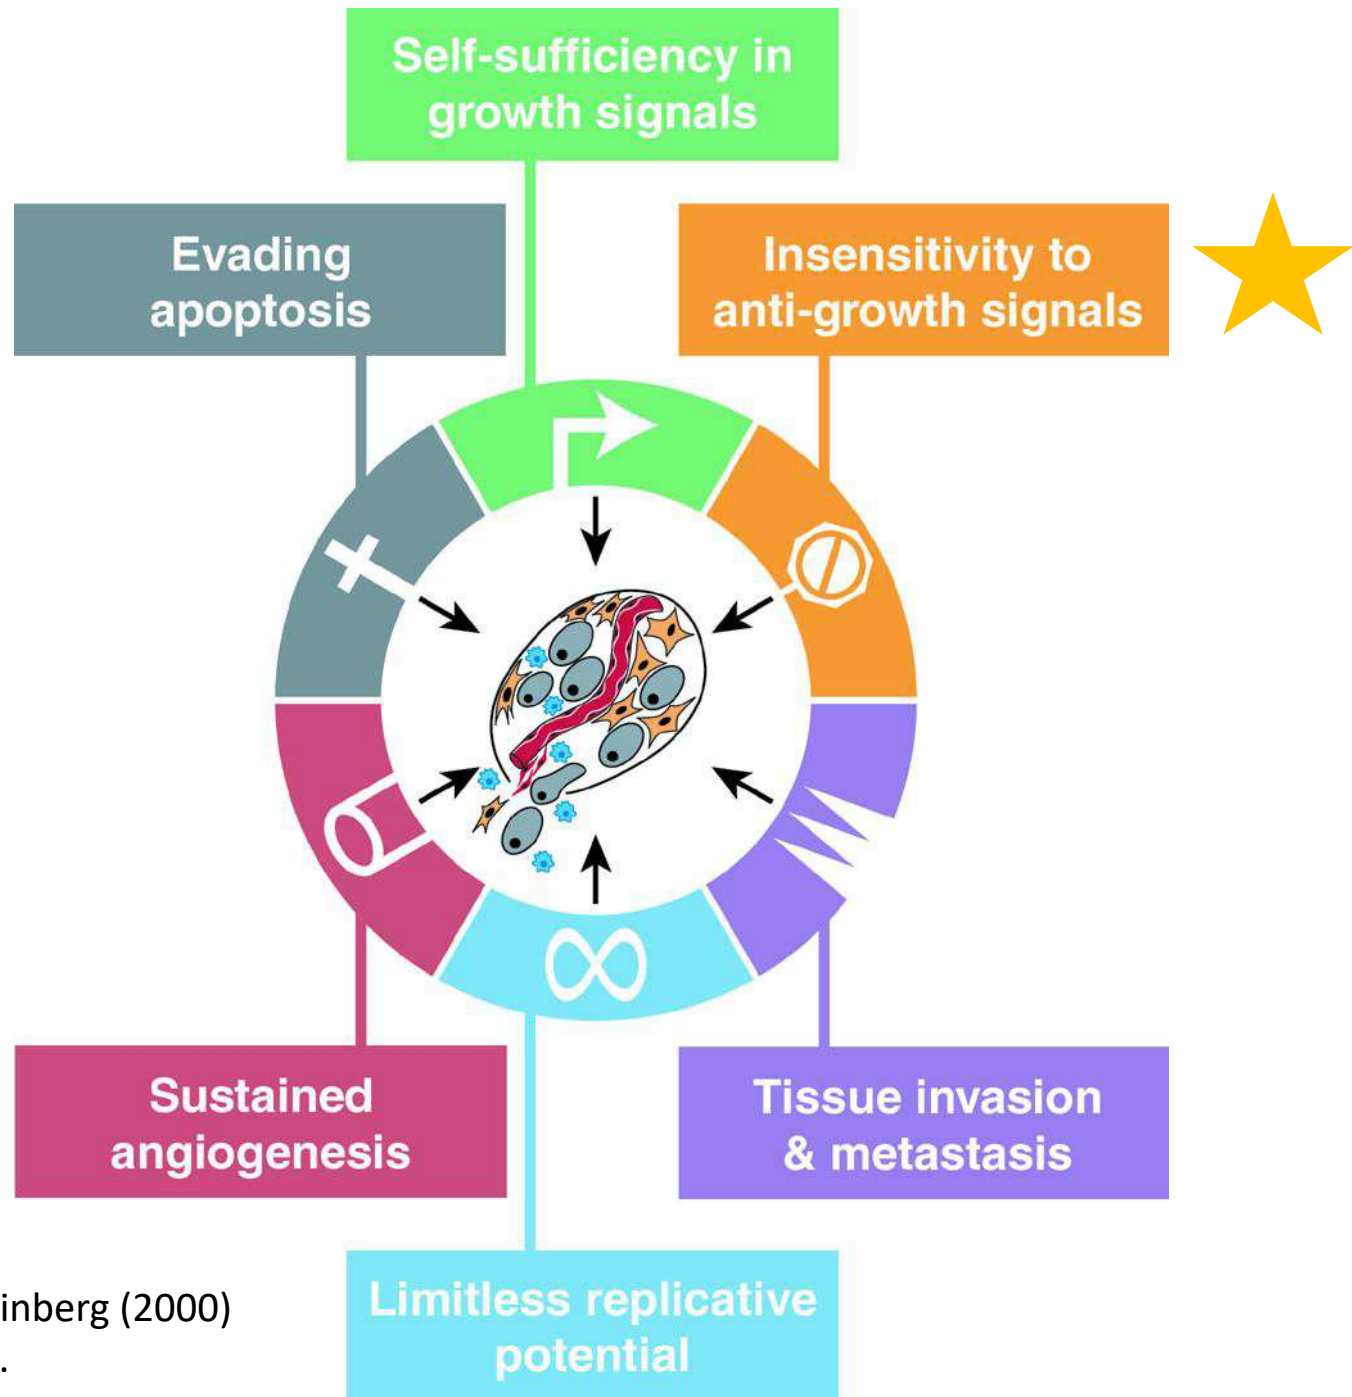 Self-sufficiency in
growth signals
Evading
apoptosis
Insensitivity to
anti-growth signals
Sustained
angiogenesis
Tissue invasion
& metastasis
Limitless replicative
potential
inberg (2000)
.